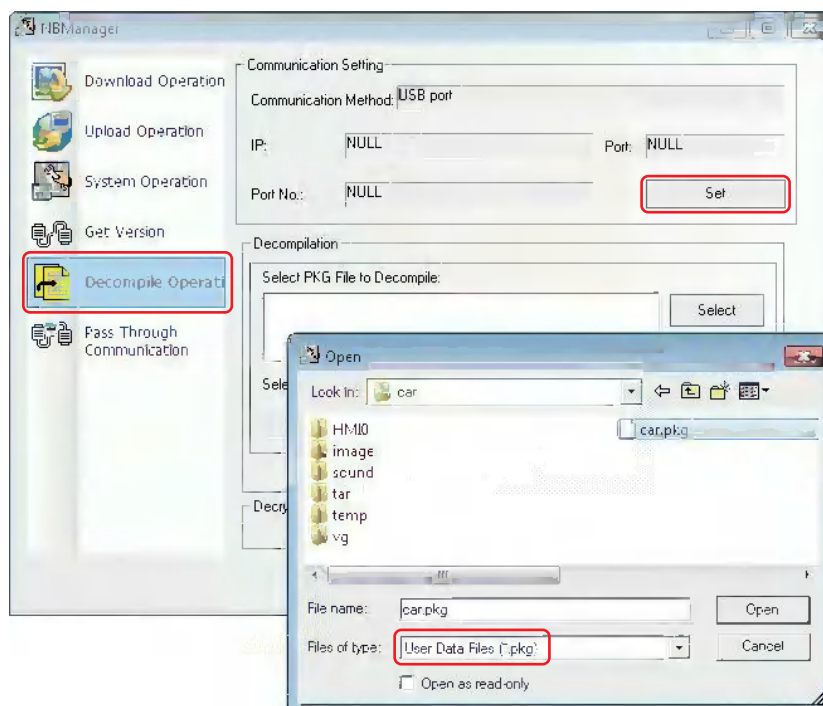 NBManager
Download Operation
Upload Operation
System Operation
Get Version
Decompile Operati
Pass Through
Communication
Communication Setting
Communication Method: USB port
IP: NULL Port: NULL
Port No.: NULL Set
Decompilation
Select PKG File to Decompile:
Select
Sele
Decry
Open
Look in: car
HMI0
image
sound
tar
temp
vg
car.pkg
File name: car.pkg Open
Files of type: User Data Files (*.pkg) Cancel
Open as read-only